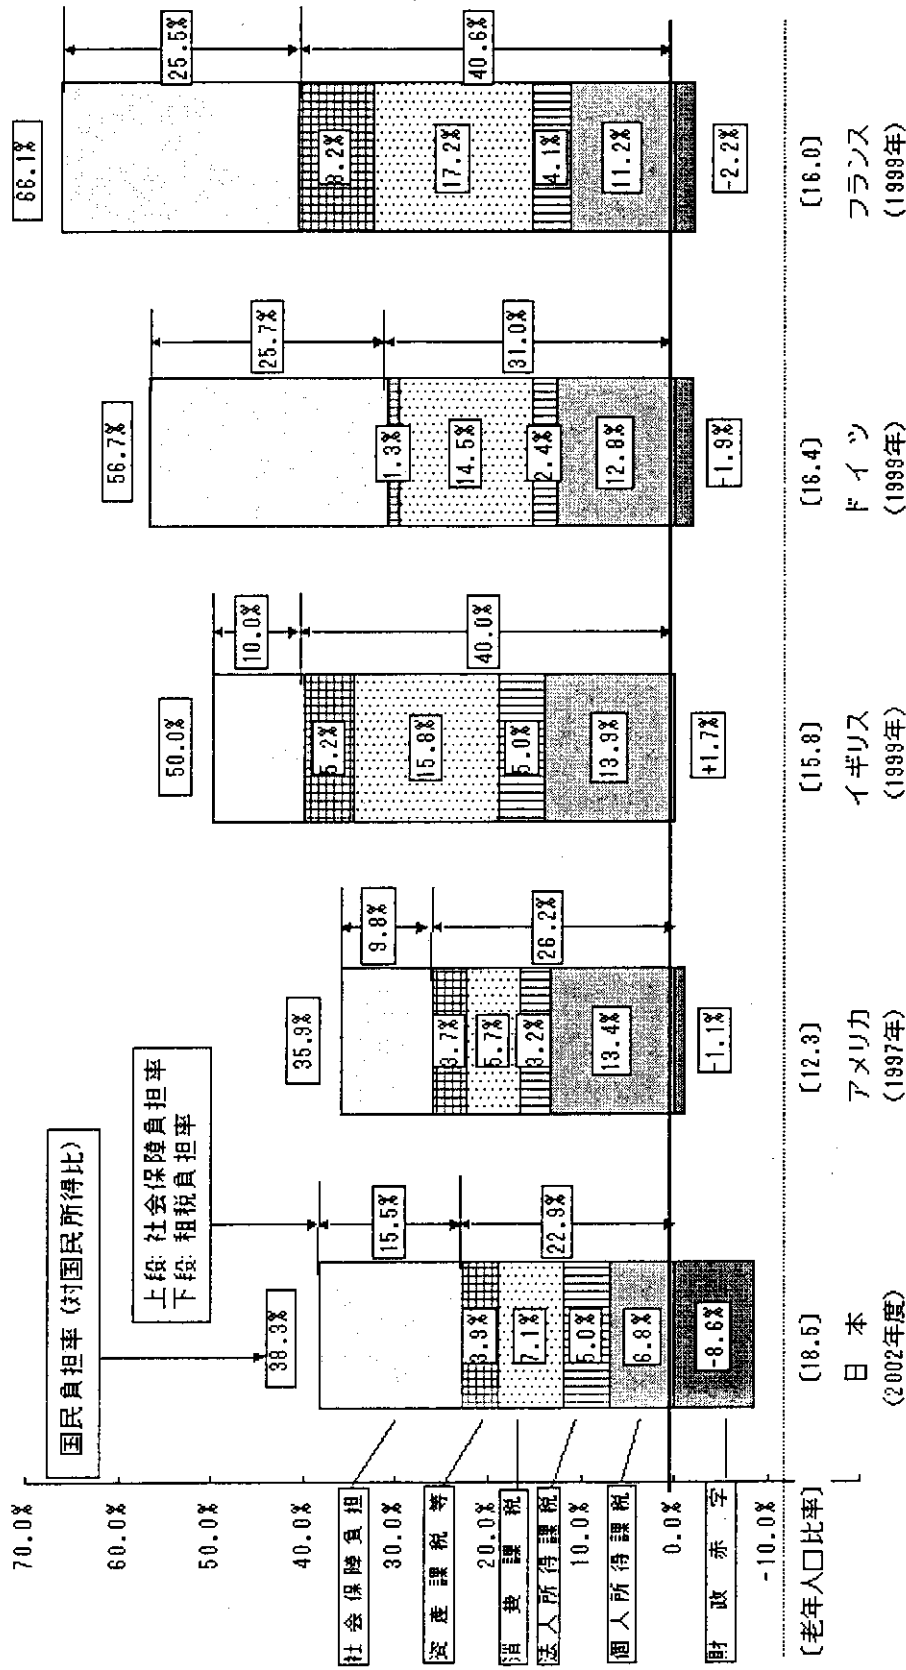 国民負担率（対国民所得比）
上段: 社会保障負担率
下段: 租税負担率
70.0%
60.0%
50.0%
40.0%
30.0%
20.0%
10.0%
0.0%
-10.0%
社会保障負担
資産課税等
消費課税
法人所得課税
個人所得課税
財政赤字
38.3%
15.5%
22.9%
3.9%
7.1%
5.0%
6.8%
-8.6%
35.9%
9.8%
26.2%
3.7%
5.7%
3.2%
13.4%
-1.1%
50.0%
10.0%
40.0%
5.2%
15.8%
5.0%
13.9%
+1.7%
56.7%
25.7%
31.0%
1.3%
14.5%
2.4%
12.8%
-1.9%
66.1%
25.5%
40.6%
8.2%
17.2%
4.1%
11.2%
-2.2%
〔老年人口比率〕
〔18.5〕
〔12.3〕
〔15.8〕
〔16.4〕
〔16.0〕
日本
（2002年度）
アメリカ
（1997年）
イギリス
（1999年）
ドイツ
（1999年）
フランス
（1999年）